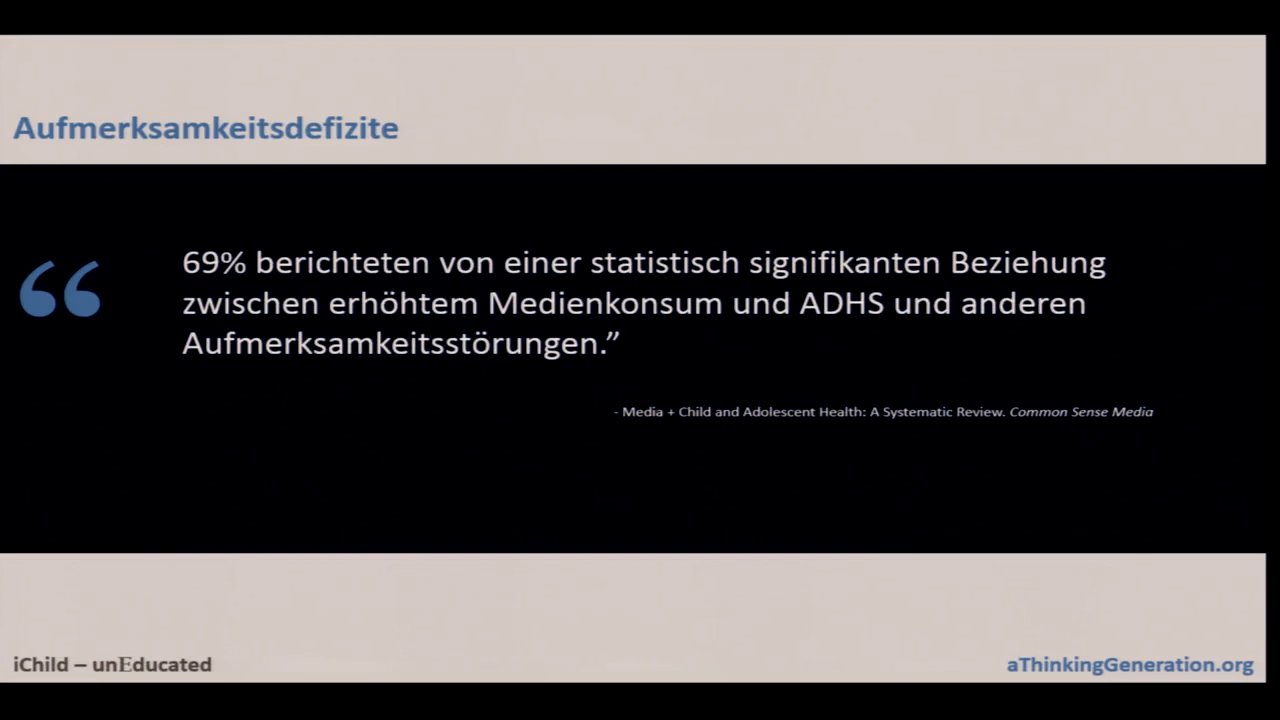 Aufmerksamkeitsdefizite
“
69% berichteten von einer statistisch signifikanten Beziehung
zwischen erhöhtem Medienkonsum und ADHS und anderen
Aufmerksamkeitsstörungen.”
- Media + Child and Adolescent Health: A Systematic Review. Common Sense Media
iChild – unEducated
aThinkingGeneration.org